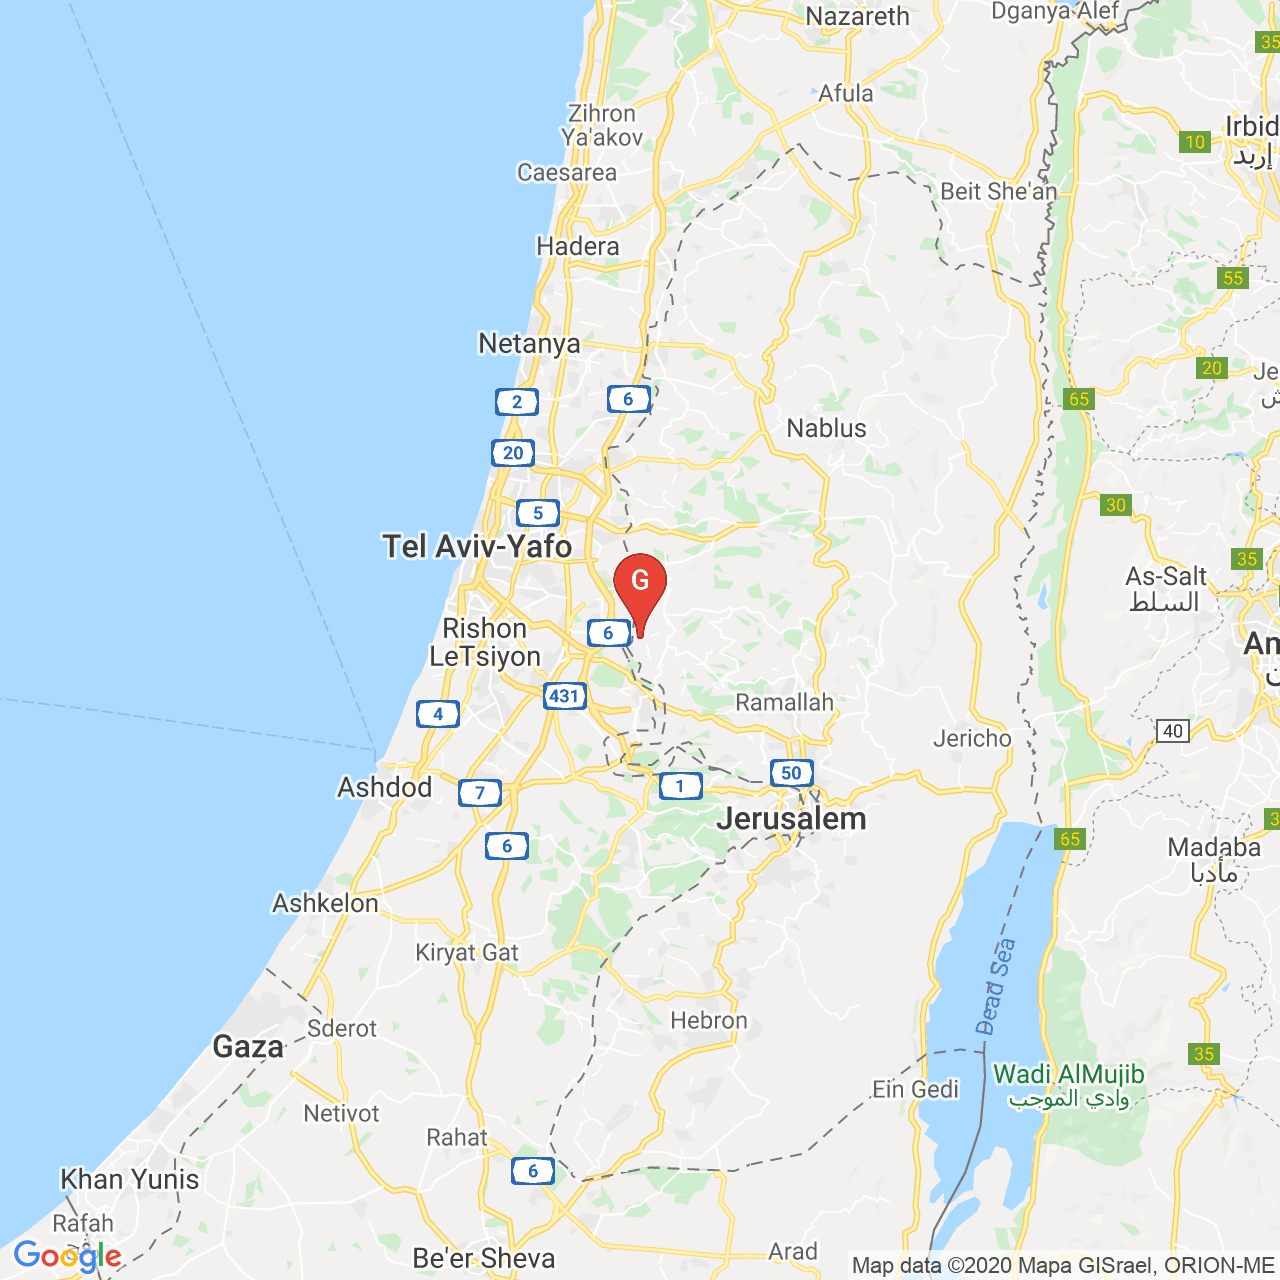 Dganya Alef
Nazareth
35
Afula
Zihron
Ya'akov
Irbid
إربد
10
Caesarea
Beit She'an
Hadera
55
Netanya
20
Je
2
6
65
Nablus
20
30
5
Tel Aviv-Yafo
35
As-Salt
السلط
G
6
Rishon
LeTsiyon
Am
431
Ramallah
4
40
Jericho
50
1
Ashdod
7
Jerusalem
3
65
6
Madaba
مأدبا
Ashkelon
Kiryat Gat
Dead Sea
Hebron
Sderot
Gaza
35
Wadi AlMujib
وادي الموجب
Ein Gedi
Netivot
Rahat
6
Khan Yunis
Rafah
رفح
Google
Be'er Sheva
Arad
Map data ©2020 Mapa GISrael, ORION-ME